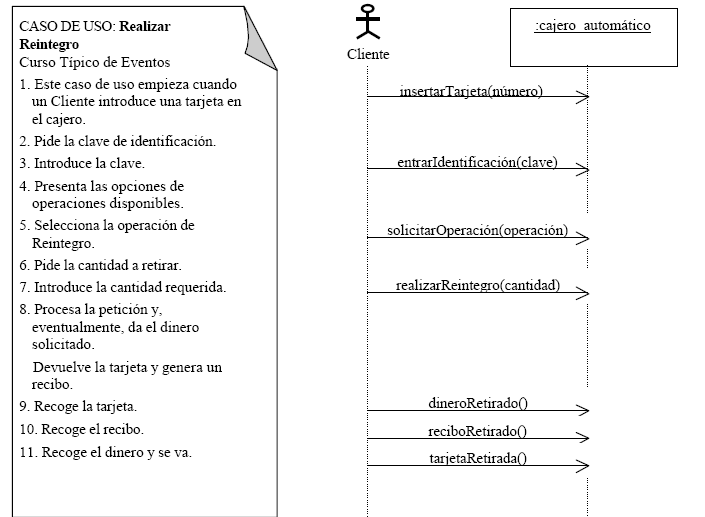 CASO DE USO: Realizar
Reintegro
Curso Típico de Eventos
1. Este caso de uso empieza cuando
un Cliente introduce una tarjeta en
el cajero.
2. Pide la clave de identificación.
3. Introduce la clave.
4. Presenta las opciones de
operaciones disponibles.
5. Selecciona la operación de
Reintegro.
6. Pide la cantidad a retirar.
7. Introduce la cantidad requerida.
8. Procesa la petición y,
eventualmente, da el dinero
solicitado.
Devuelve la tarjeta y genera un
recibo.
9. Recoge la tarjeta.
10. Recoge el recibo.
11. Recoge el dinero y se va.
Cliente
:cajero automático
insertarTarjeta(número)
entrarIdentificación(clave)
solicitarOperación(operación)
realizarReintegro(cantidad)
dineroRetirado()
reciboRetirado()
tarjetaRetirada()